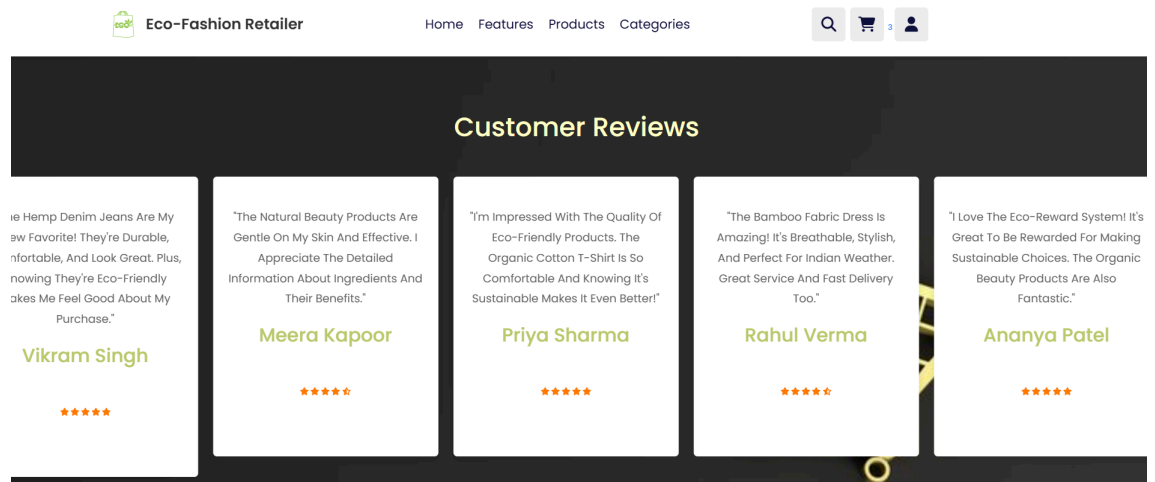 eco
Eco-Fashion Retailer
Home Features Products Categories
3
Customer Reviews
Hemp Denim Jeans Are My
Favorite! They're Durable,
And Look Great. Plus,
They're Eco-Friendly
Me Feel Good About My
Purchase."
Vikram Singh
"The Natural Beauty Products Are
Gentle On My Skin And Effective. I
Appreciate The Detailed
Information About Ingredients And
Their Benefits."
Meera Kapoor
"I'm Impressed With The Quality Of
Eco-Friendly Products. The
Organic Cotton T-Shirt Is So
Comfortable And Knowing It's
Sustainable Makes It Even Better!"
Priya Sharma
"The Bamboo Fabric Dress Is
Amazing! It's Breathable, Stylish,
And Perfect For Indian Weather.
Great Service And Fast Delivery
Too."
Rahul Verma
"I Love The Eco-Reward System! It's
Great To Be Rewarded For Making
Sustainable Choices. The Organic
Beauty Products Are Also
Fantastic."
Ananya Patel